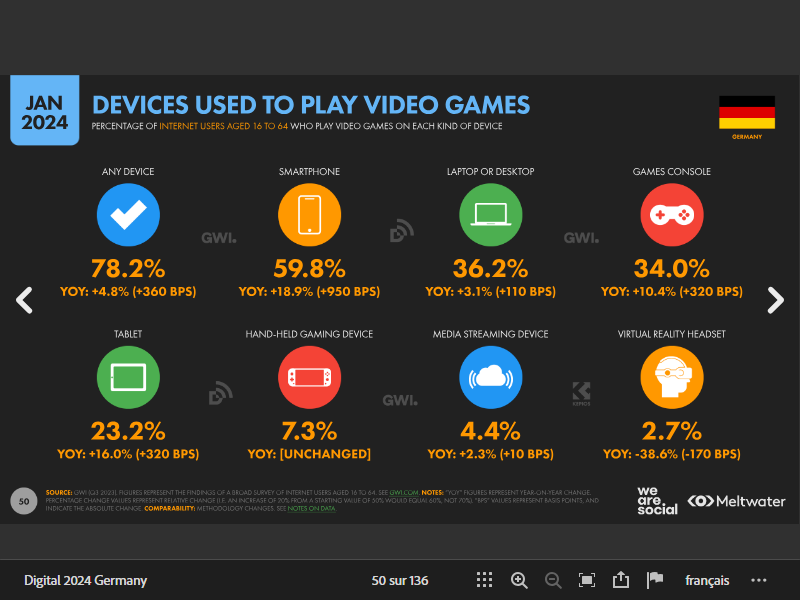 JAN
2024
DEVICES USED TO PLAY VIDEO GAMES
PERCENTAGE OF INTERNET USERS AGED 16 TO 64 WHO PLAY VIDEO GAMES ON EACH KIND OF DEVICE
GERMANY
ANY DEVICE
SMARTPHONE
LAPTOP OR DESKTOP
GAMES CONSOLE
GWI.
GWI.
78.2%
59.8%
36.2%
34.0%
YOY: +4.8% (+360 BPS)
YOY: +18.9% (+950 BPS)
YOY: +3.1% (+110 BPS)
YOY: +10.4% (+320 BPS)
TABLET
HAND-HELD GAMING DEVICE
MEDIA STREAMING DEVICE
VIRTUAL REALITY HEADSET
GWI.
KEPIOS
23.2%
7.3%
4.4%
2.7%
YOY: +16.0% (+320 BPS)
YOY: [UNCHANGED]
YOY: +2.3% (+10 BPS)
YOY: -38.6% (-170 BPS)
50
SOURCE: GWI (Q3 2023). FIGURES REPRESENT THE FINDINGS OF A BROAD SURVEY OF INTERNET USERS AGED 16 TO 64. SEE GWI.COM. NOTES: "YOY" FIGURES REPRESENT YEAR-ON-YEAR CHANGE.
PERCENTAGE CHANGE VALUES REPRESENT RELATIVE CHANGE (I.E. AN INCREASE OF 20% FROM A STARTING VALUE OF 50% WOULD EQUAL 60%, NOT 70%). "BPS" VALUES REPRESENT BASIS POINTS, AND
INDICATE THE ABSOLUTE CHANGE. COMPARABILITY: METHODOLOGY CHANGES. SEE NOTES ON DATA.
we
are.
social
Meltwater
Digital 2024 Germany
50 sur 136
français